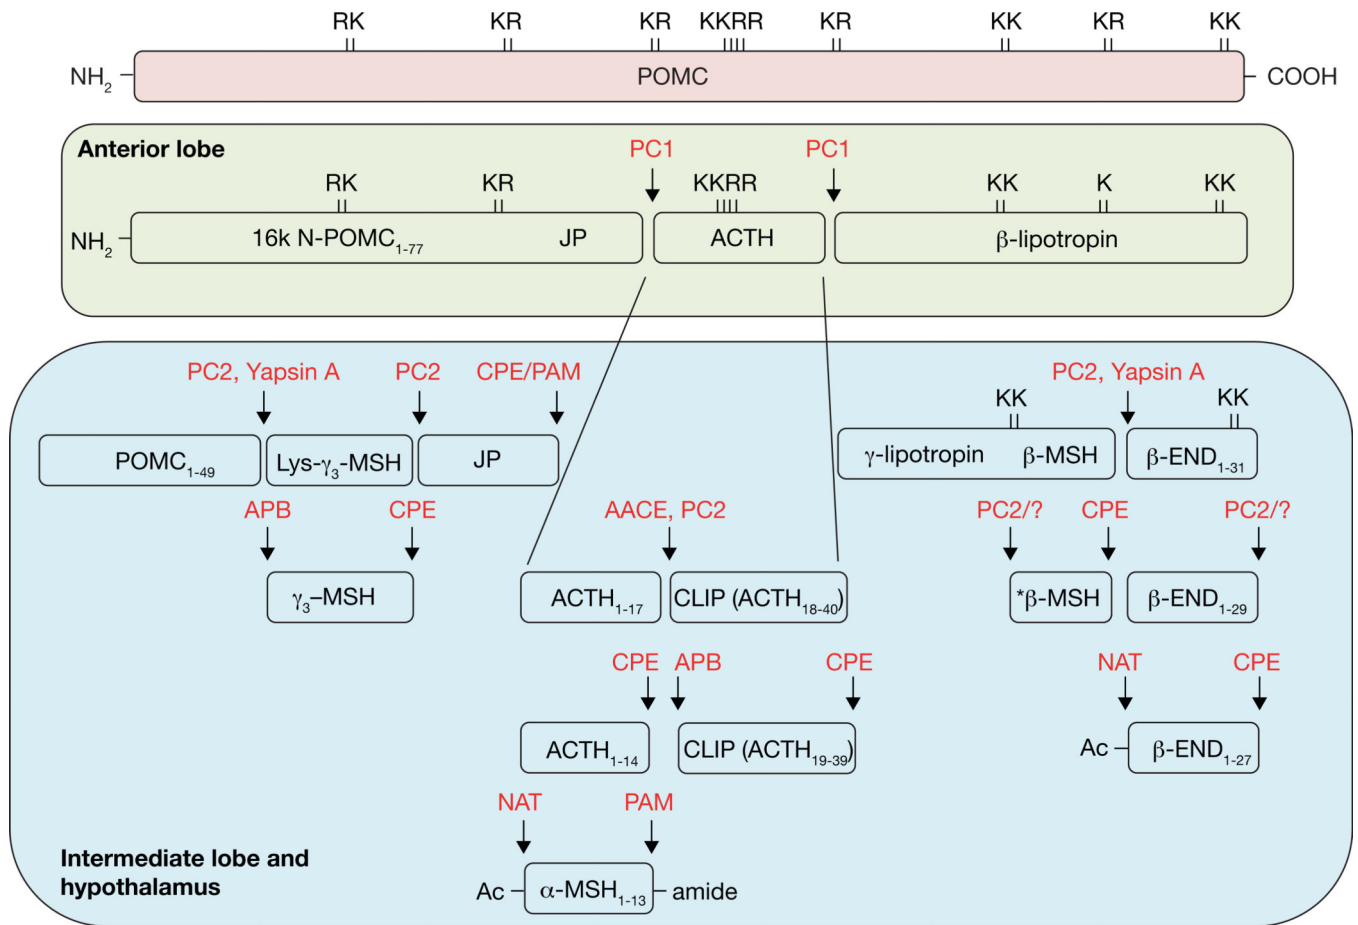 RK KR KR KKRR KR KK KR KK
NH2 POMC COOH
Anterior lobe
PC1 PC1
RK KR KKRR KK K KK
NH2 16k N-POMC1-77 JP ACTH β-lipotropin
PC2, Yapsin A PC2 CPE/PAM PC2, Yapsin A
KK KK
POMC1-49 Lys-γ3-MSH JP γ-lipotropin β-MSH β-END1-31
APB CPE AACE, PC2 PC2/? CPE PC2/?
γ3–MSH ACTH1-17 CLIP (ACTH18-40) *β-MSH β-END1-29
CPE APB CPE NAT CPE
ACTH1-14 CLIP (ACTH19-39) Ac β-END1-27
NAT PAM
Intermediate lobe and
hypothalamus
Ac α-MSH1-13 amide